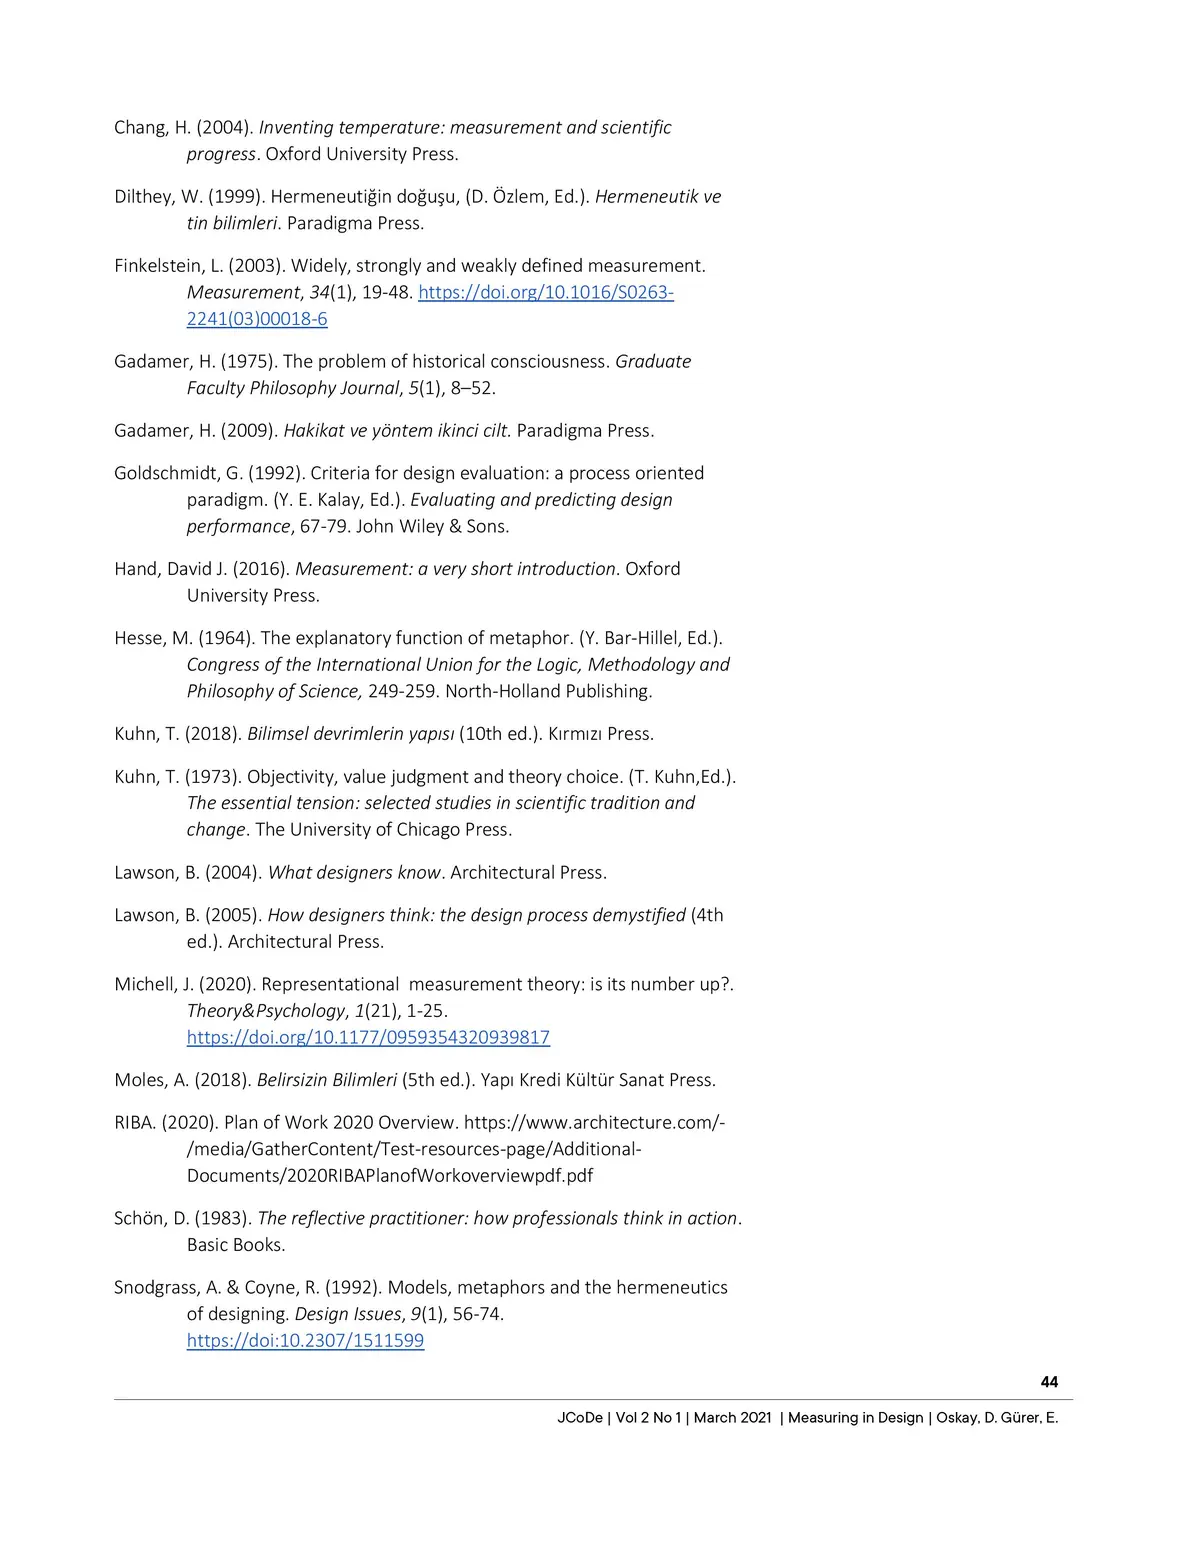 Chang, H. (2004). Inventing temperature: measurement and scientific
progress. Oxford University Press.
Dilthey, W. (1999). Hermeneutiğin doğuşu, (D. Özlem, Ed.). Hermeneutik ve
tin bilimleri. Paradigma Press.
Finkelstein, L. (2003). Widely, strongly and weakly defined measurement.
Measurement, 34(1), 19-48. https://doi.org/10.1016/S0263-
2241(03)00018-6
Gadamer, H. (1975). The problem of historical consciousness. Graduate
Faculty Philosophy Journal, 5(1), 8–52.
Gadamer, H. (2009). Hakikat ve yöntem ikinci cilt. Paradigma Press.
Goldschmidt, G. (1992). Criteria for design evaluation: a process oriented
paradigm. (Y. E. Kalay, Ed.). Evaluating and predicting design
performance, 67-79. John Wiley & Sons.
Hand, David J. (2016). Measurement: a very short introduction. Oxford
University Press.
Hesse, M. (1964). The explanatory function of metaphor. (Y. Bar-Hillel, Ed.).
Congress of the International Union for the Logic, Methodology and
Philosophy of Science, 249-259. North-Holland Publishing.
Kuhn, T. (2018). Bilimsel devrimlerin yapısı (10th ed.). Kırmızı Press.
Kuhn, T. (1973). Objectivity, value judgment and theory choice. (T. Kuhn,Ed.).
The essential tension: selected studies in scientific tradition and
change. The University of Chicago Press.
Lawson, B. (2004). What designers know. Architectural Press.
Lawson, B. (2005). How designers think: the design process demystified (4th
ed.). Architectural Press.
Michell, J. (2020). Representational  measurement theory: is its number up?.
Theory&Psychology, 1(21), 1-25.
https://doi.org/10.1177/0959354320939817
Moles, A. (2018). Belirsizin Bilimleri (5th ed.). Yapı Kredi Kültür Sanat Press.
RIBA. (2020). Plan of Work 2020 Overview. https://www.architecture.com/-
/media/GatherContent/Test-resources-page/Additional-
Documents/2020RIBAPlanofWorkoverviewpdf.pdf
Schön, D. (1983). The reflective practitioner: how professionals think in action.
Basic Books.
Snodgrass, A. & Coyne, R. (1992). Models, metaphors and the hermeneutics
of designing. Design Issues, 9(1), 56-74.
https://doi:10.2307/1511599
44
JCoDe | Vol 2 No 1 | March 2021 | Measuring in Design | Oskay, D. Gürer, E.